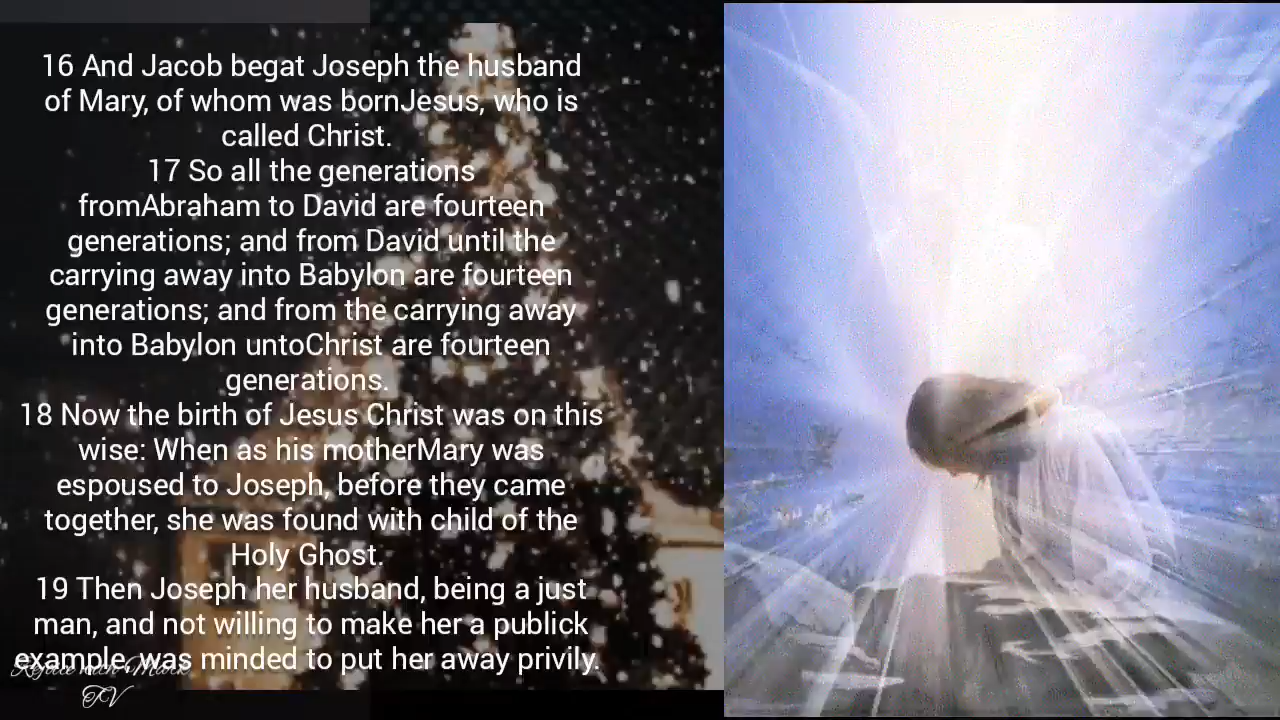 16 And Jacob begat Joseph the husband
of Mary, of whom was bornJesus, who is
called Christ.
17 So all the generations
fromAbraham to David are fourteen
generations; and from David until the
carrying away into Babylon are fourteen
generations; and from the carrying away
into Babylon untoChrist are fourteen
generations.
18 Now the birth of Jesus Christ was on this
wise: When as his motherMary was
espoused to Joseph, before they came
together, she was found with child of the
Holy Ghost.
19 Then Joseph her husband, being a just
man, and not willing to make her a publick
example, was minded to put her away privily.
Rejoice with
TV